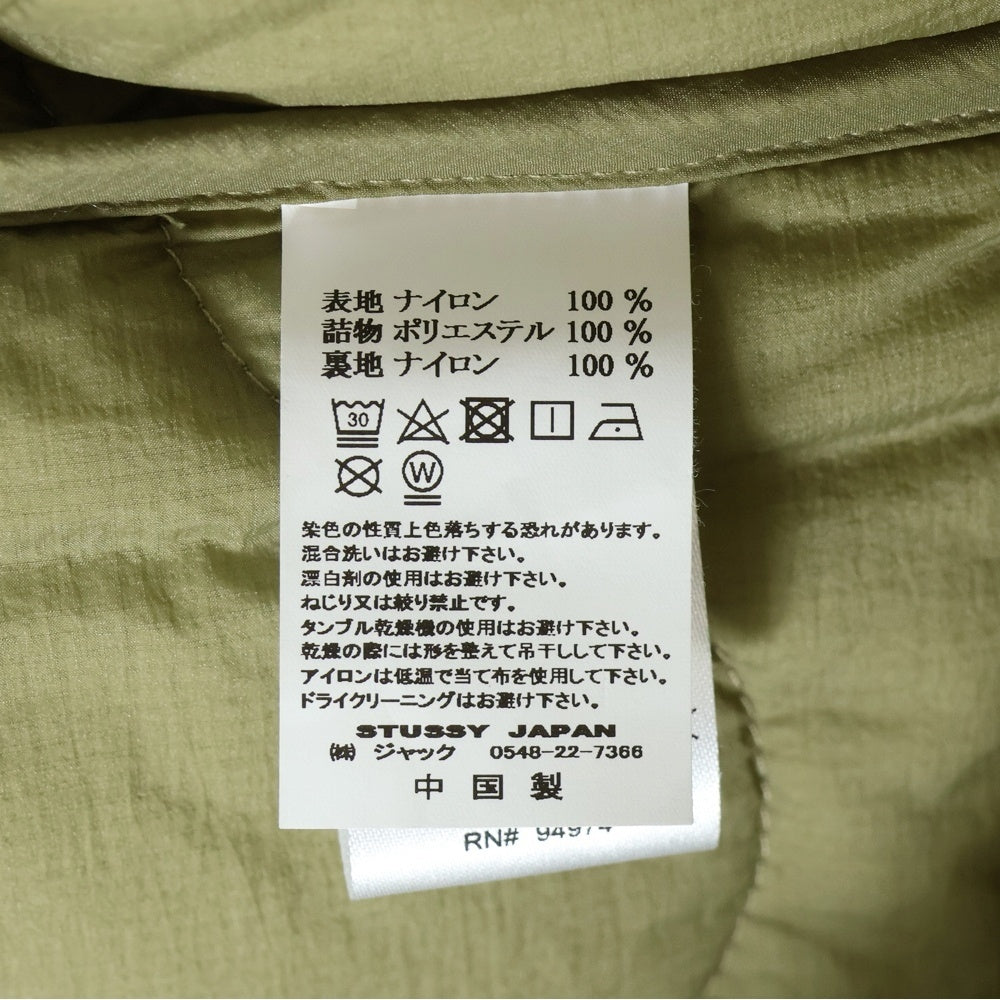 表地 ナイロン 100 %
詰物 ポリエステル 100 %
裏地 ナイロン 100 %
30
W
染色の性質上色落ちする恐れがあります。
混合洗いはお避け下さい。
漂白剤の使用はお避け下さい。
ねじり又は絞り禁止です。
タンブル乾燥機の使用はお避け下さい。
乾燥の際には形を整えて吊干しして下さい。
アイロンは低温で当て布を使用して下さい。
ドライクリーニングはお避け下さい。
STUSSY JAPAN
㈱ ジャック 0548-22-7366
中国製
RN# 94974